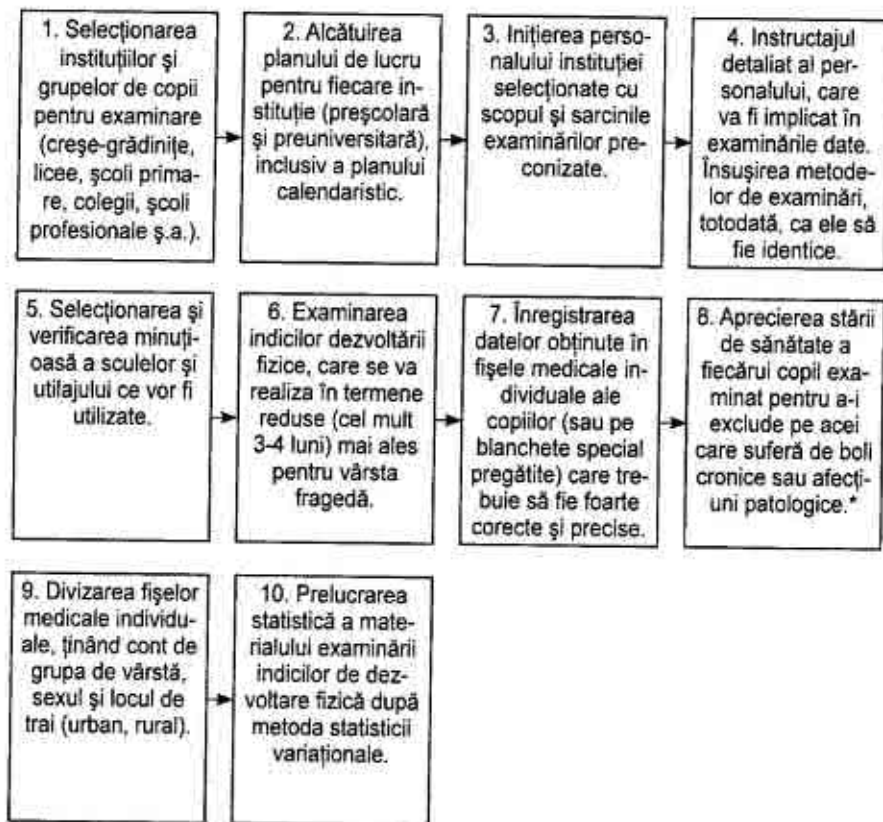 1. Selecționarea
instituțiilor și
grupelor de copii
pentru examinare
(creșe-grădinițe,
licee, școli prima-
re, colegii, școli
profesionale ș.a.).
2. Alcătuirea
planului de lucru
pentru fiecare in-
stituție (preșcolară
și preuniversitară),
inclusiv a planului
calendaristic.
3. Inițierea perso-
nalului instituției
selecționate cu
scopul și sarcinile
examinărilor pre-
conizate.
4. Instructajul
detaliat al per-
sonalului, care
va fi implicat în
examinările date.
Însușirea metode-
lor de examinări,
totodată, ca ele să
fie identice.
5. Selecționarea și
verificarea minuți-
oasă a sculelor și
utilajului ce vor fi
utilizate.
6. Examinarea
indicilor dezvoltării
fizice, care se va
realiza în termene
reduse (cel mult
3-4 luni) mai ales
pentru vârsta
fragedă.
7. Înregistrarea
datelor obținute în
fișele medicale in-
dividuale ale
copiilor (sau pe
blanchete special
pregătite) care tre-
buie să fie foarte
corecte și precise.
8. Aprecierea stării
de sănătate a
fiecărui copil exa-
minat pentru a-i
exclude pe acei
care suferă de boli
cronice sau afecți-
uni patologice.*
9. Divizarea fișelor
medicale individu-
ale, ținând cont de
grupa de vârstă,
sexul și locul de
trai (urban, rural).
10. Prelucrarea
statistică a mate-
rialului examinării
indicilor de dez-
voltare fizică după
metoda statisticii
variaționale.